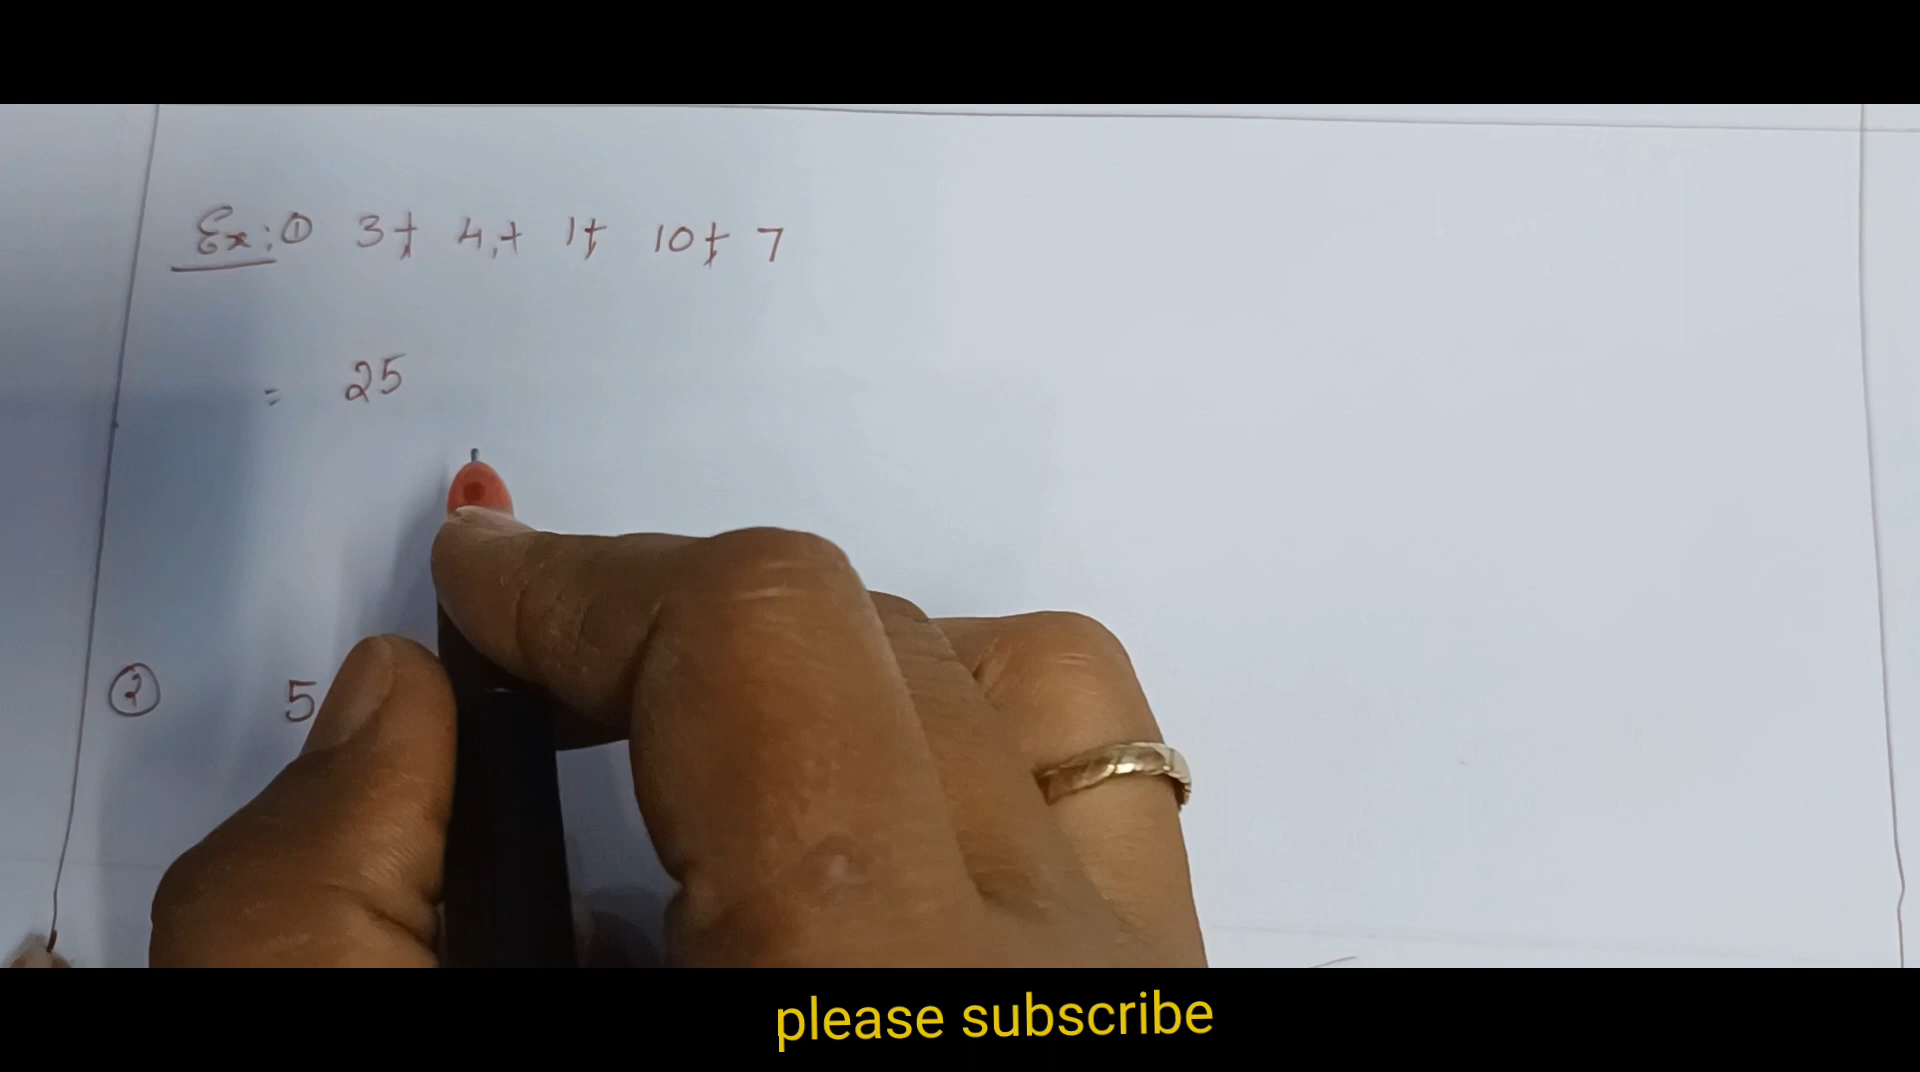 Ex:① 3, + 4, + 1, + 10, + 7
= 25
② 5
please subscribe